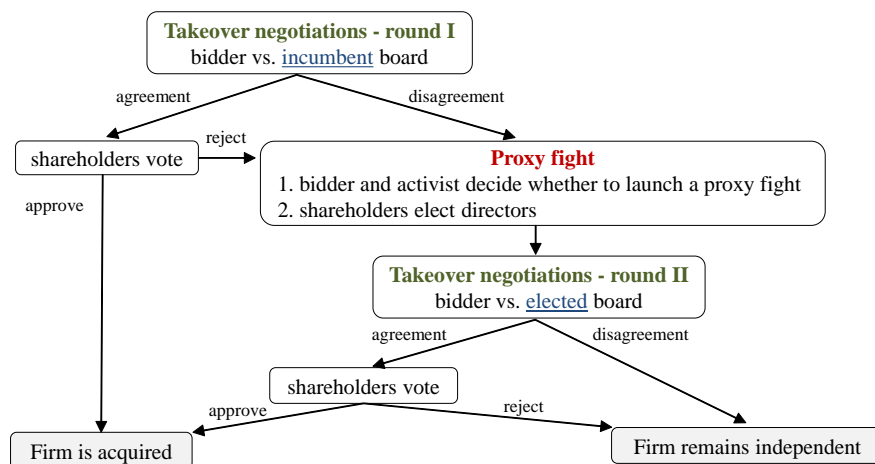 Takeover negotiations - round I
bidder vs. incumbent board
agreement
disagreement
shareholders vote
reject
approve
Proxy fight
1. bidder and activist decide whether to launch a proxy fight
2. shareholders elect directors
Takeover negotiations - round II
bidder vs. elected board
agreement
disagreement
shareholders vote
approve
reject
Firm is acquired
Firm remains independent